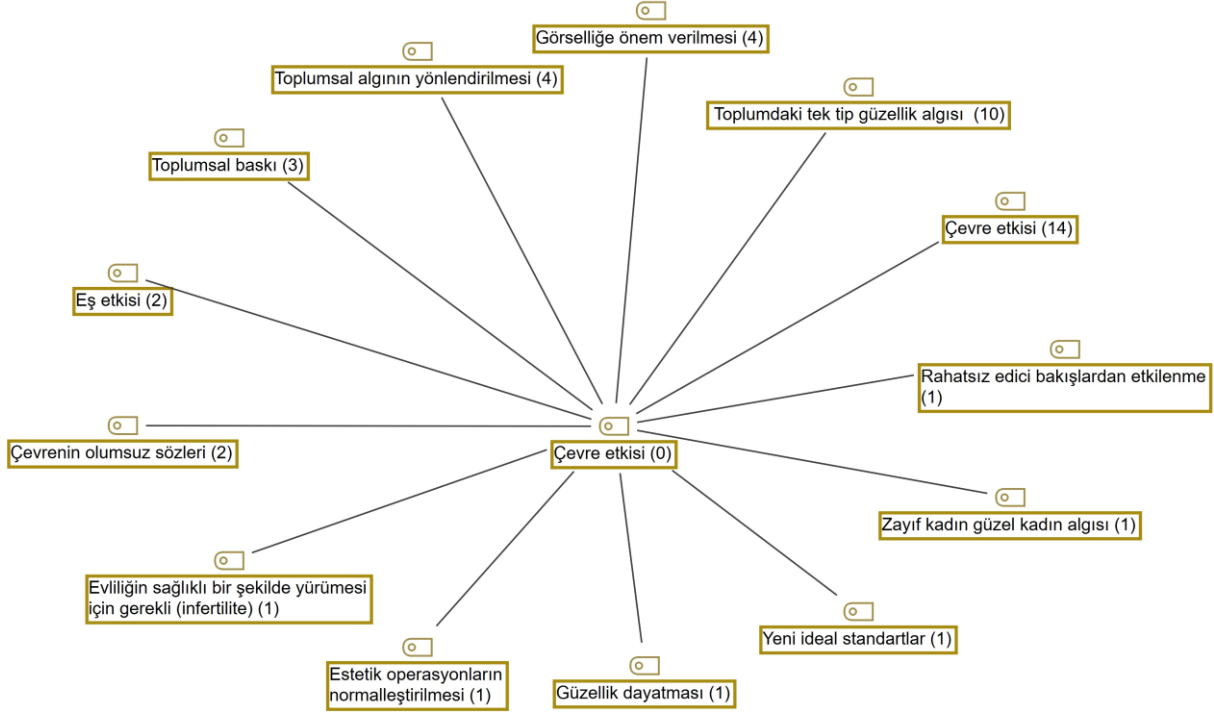 Görselliğe önem verilmesi (4)
Toplumsal algının yönlendirilmesi (4)
Toplumdaki tek tip güzellik algısı (10)
Toplumsal baskı (3)
Çevre etkisi (14)
Eş etkisi (2)
Rahatsız edici bakışlardan etkilenme
(1)
Çevrenin olumsuz sözleri (2)
Çevre etkisi (0)
Zayıf kadın güzel kadın algısı (1)
Evliliğin sağlıklı bir şekilde yürümesi
için gerekli (infertilite) (1)
Yeni ideal standartlar (1)
Estetik operasyonların
normalleştirilmesi (1)
Güzellik dayatması (1)